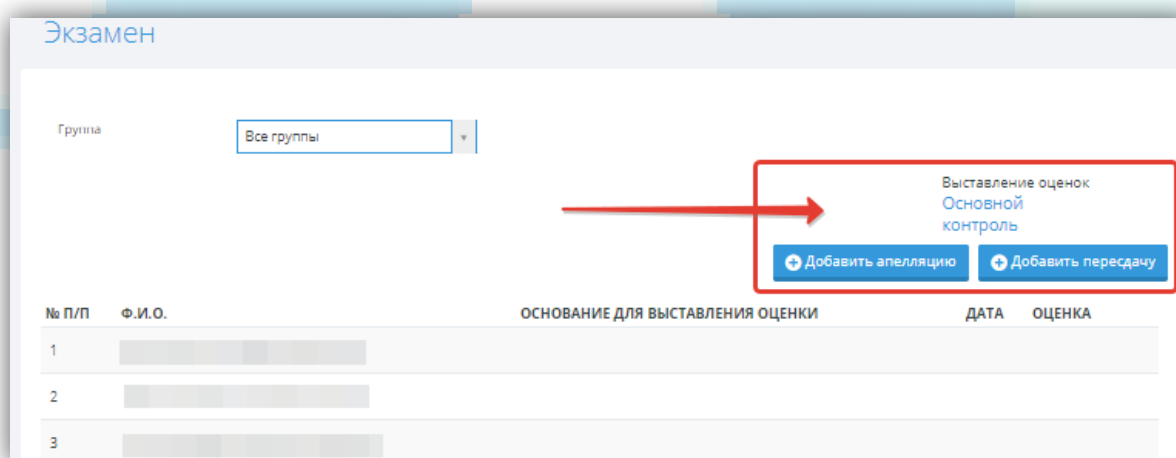 Экзамен
Группа
Все группы
Выставление оценок
Основной
контроль
Добавить апелляцию
Добавить пересдачу
№ П/П Ф.И.О. ОСНОВАНИЕ ДЛЯ ВЫСТАВЛЕНИЯ ОЦЕНКИ ДАТА ОЦЕНКА
1
2
3